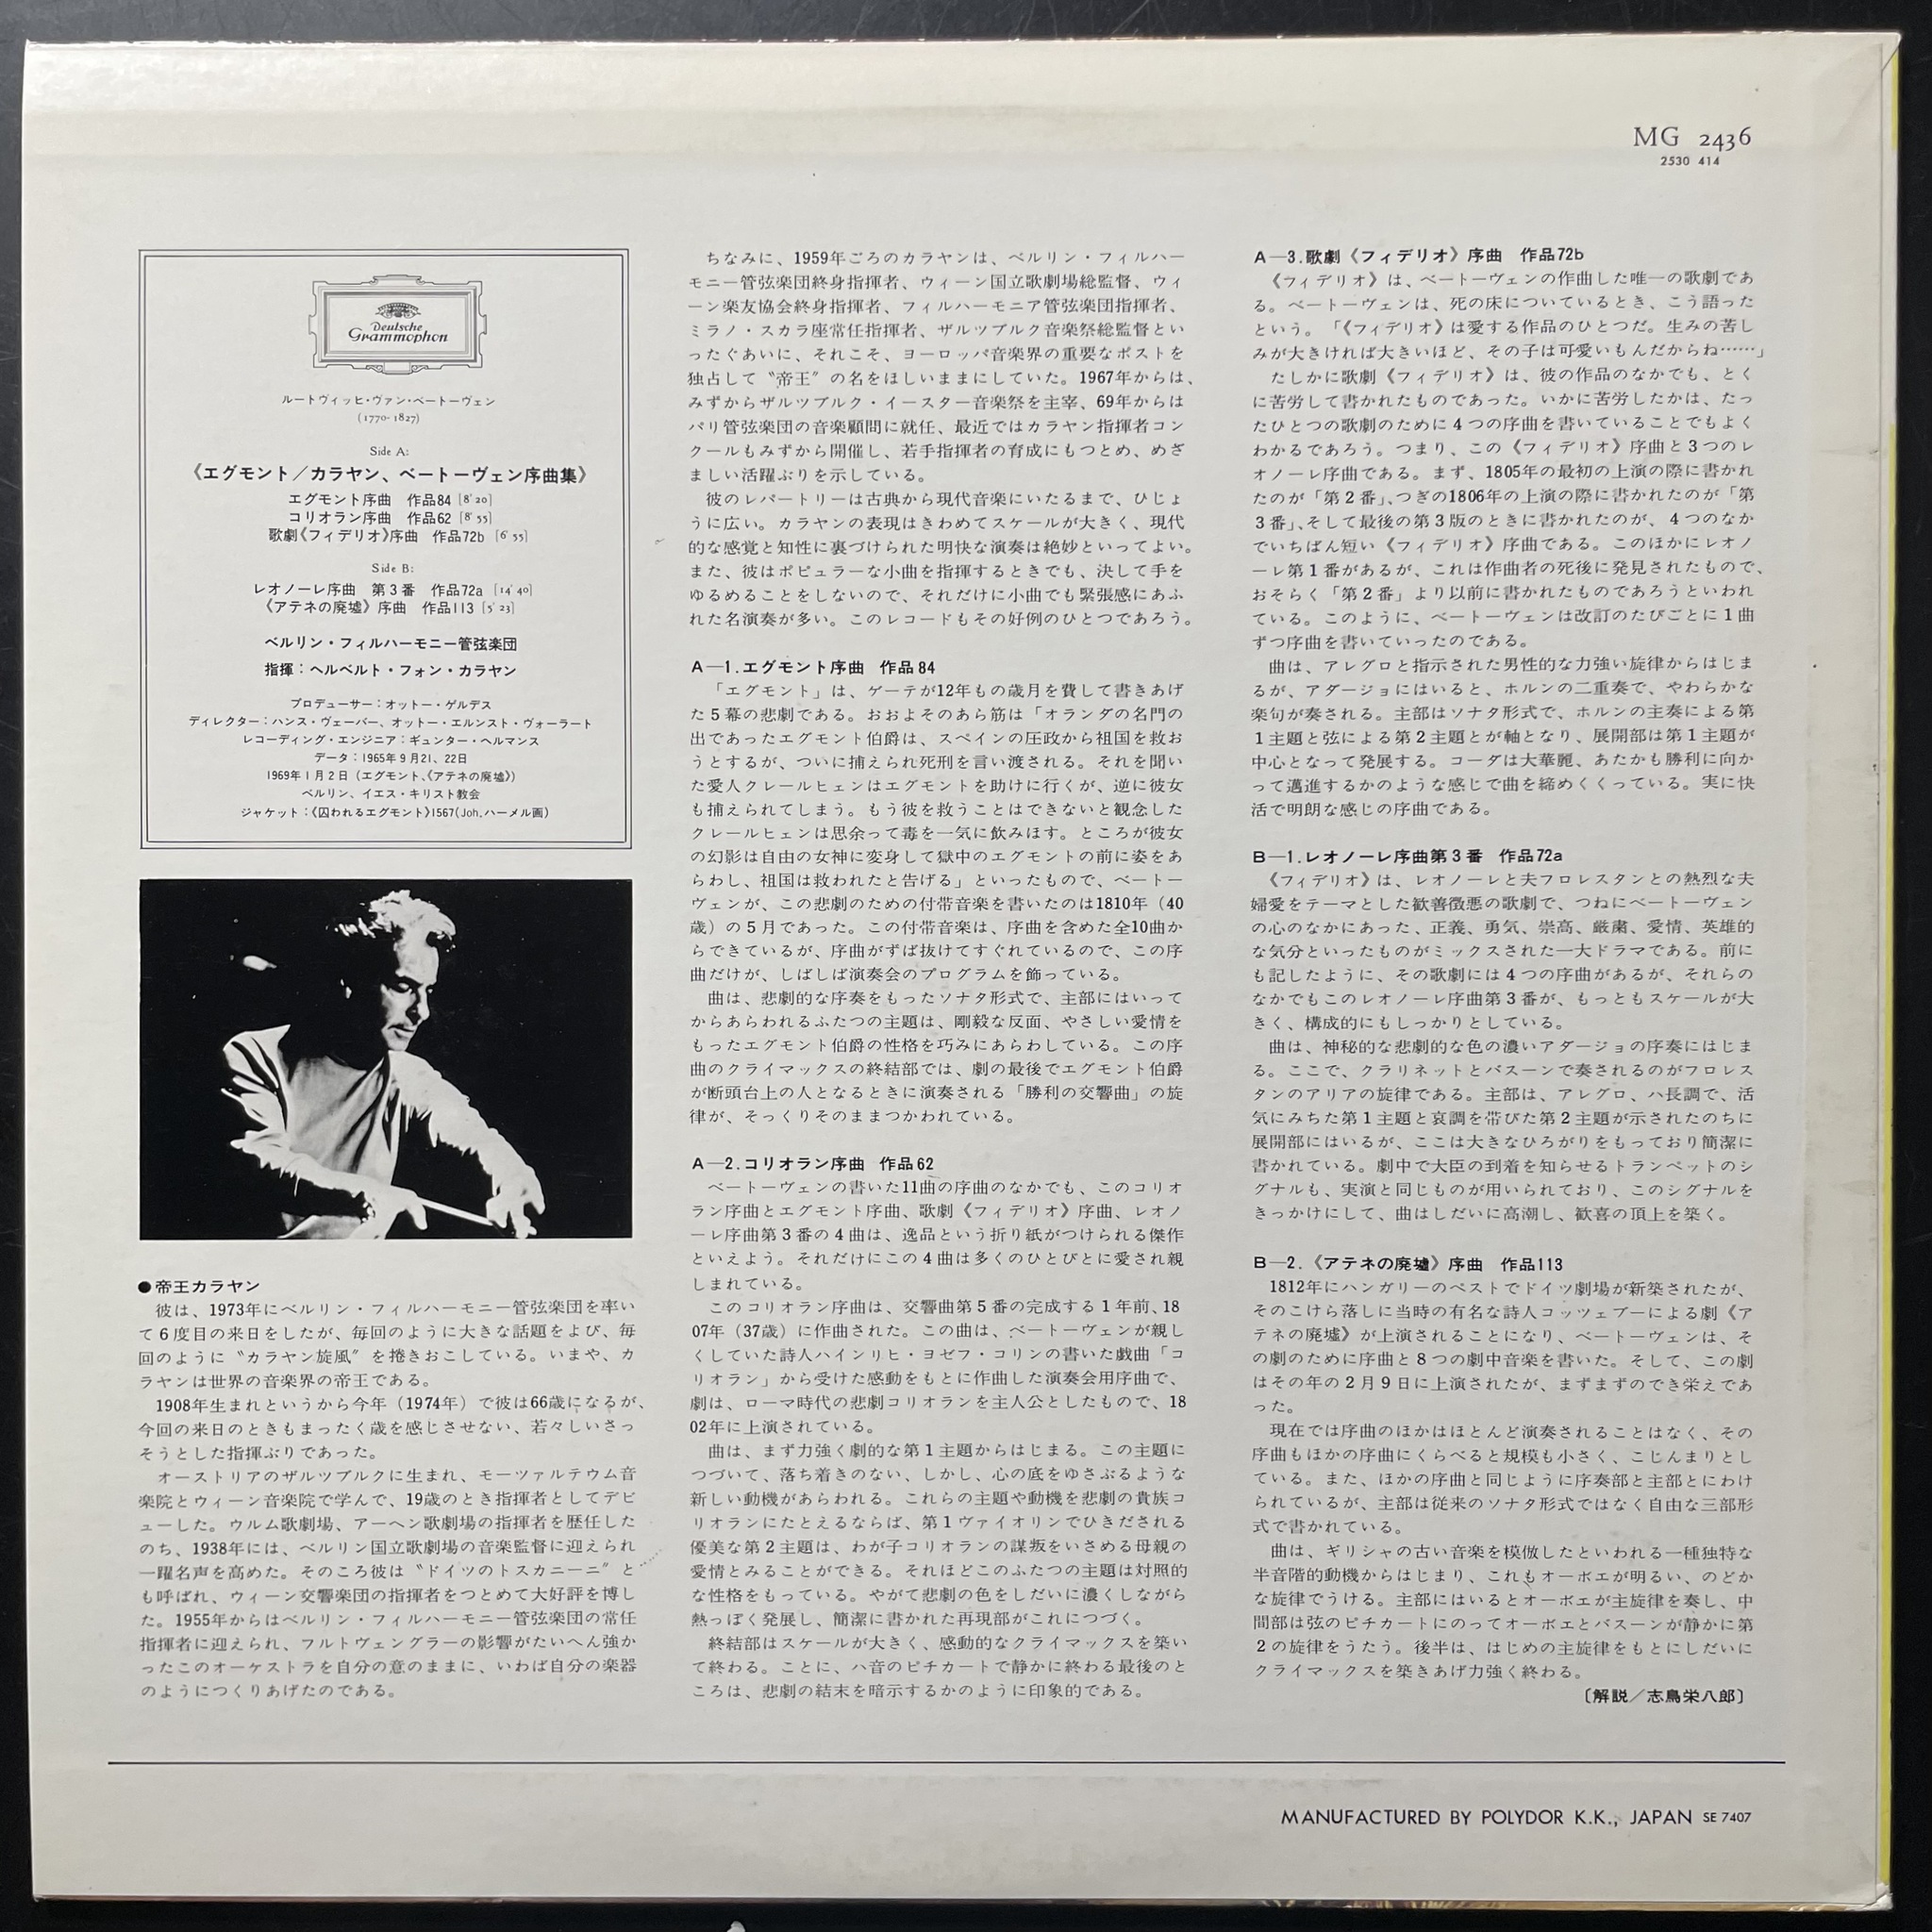 MG 2436
2530 414
Deutsche
Grammophon
ルートヴィッヒ・ヴァン・ベートーヴェン
(1770-1827)
Side A:
《エグモント／カラヤン、ベートーヴェン序曲集》
エグモント序曲　作品84 [8'20]
コリオラン序曲　作品62 [8'55]
歌劇《フィデリオ》序曲　作品72b [6'55]
Side B:
レオノーレ序曲　第3番　作品72a [14'40]
《アテネの廃墟》序曲　作品113 [5'23]
ベルリン・フィルハーモニー管弦楽団
指揮：ヘルベルト・フォン・カラヤン
プロデューサー：オットー・ゲルデス
ディレクター：ハンス・ヴェーバー、オットー・エルンスト・ヴォーラート
レコーディング・エンジニア：ギュンター・ヘルマンス
データ：1965年9月21、22日
1969年1月2日（エグモント、《アテネの廃墟》）
ベルリン、イエス・キリスト教会
ジャケット：《囚われるエグモント》1567（Joh.ハーメル画）
●帝王カラヤン
彼は、1973年にベルリン・フィルハーモニー管弦楽団を率い
て6度目の来日をしたが、毎回のように大きな話題をよび、毎
回のように〝カラヤン旋風〟を捲きおこしている。いまや、カ
ラヤンは世界の音楽界の帝王である。
1908年生まれというから今年（1974年）で彼は66歳になるが、
今回の来日のときもまったく歳を感じさせない、若々しいさっ
そうとした指揮ぶりであった。
オーストリアのザルツブルクに生まれ、モーツァルテウム音
楽院とウィーン音楽院で学んで、19歳のとき指揮者としてデビ
ューした。ウルム歌劇場、アーヘン歌劇場の指揮者を歴任した
のち、1938年には、ベルリン国立歌劇場の音楽監督に迎えられ
一躍名声を高めた。そのころ彼は〝ドイツのトスカニーニ〟と
も呼ばれ、ウィーン交響楽団の指揮者をつとめて大好評を博し
た。1955年からはベルリン・フィルハーモニー管弦楽団の常任
指揮者に迎えられ、フルトヴェングラーの影響がたいへん強か
ったこのオーケストラを自分の意のままに、いわば自分の楽器
のようにつくりあげたのである。
ちなみに、1959年ごろのカラヤンは、ベルリン・フィルハー
モニー管弦楽団終身指揮者、ウィーン国立歌劇場総監督、ウィ
ーン楽友協会終身指揮者、フィルハーモニア管弦楽団指揮者、
ミラノ・スカラ座常任指揮者、ザルツブルク音楽祭総監督とい
ったぐあいに、それこそ、ヨーロッパ音楽界の重要なポストを
独占して〝帝王〟の名をほしいままにしていた。1967年からは、
みずからザルツブルク・イースター音楽祭を主宰、69年からは
パリ管弦楽団の音楽顧問に就任、最近ではカラヤン指揮者コン
クールもみずから開催し、若手指揮者の育成にもつとめ、めざ
ましい活躍ぶりを示している。
彼のレパートリーは古典から現代音楽にいたるまで、ひじょ
うに広い。カラヤンの表現はきわめてスケールが大きく、現代
的な感覚と知性に裏づけられた明快な演奏は絶妙といってよい。
また、彼はポピュラーな小曲を指揮するときでも、決して手を
ゆるめることをしないので、それだけに小曲でも緊張感にあふ
れた名演奏が多い。このレコードもその好例のひとつであろう。
A—1.エグモント序曲　作品84
「エグモント」は、ゲーテが12年もの歳月を費して書きあげ
た5幕の悲劇である。おおよそのあら筋は「オランダの名門の
出であったエグモント伯爵は、スペインの圧政から祖国を救お
うとするが、ついに捕えられ死刑を言い渡される。それを聞い
た愛人クレールヒェンはエグモントを助けに行くが、逆に彼女
も捕えられてしまう。もう彼を救うことはできないと観念した
クレールヒェンは思余って毒を一気に飲みほす。ところが彼女
の幻影は自由の女神に変身して獄中のエグモントの前に姿をあ
らわし、祖国は救われたと告げる」といったもので、ベートー
ヴェンが、この悲劇のための付帯音楽を書いたのは1810年（40
歳）の5月であった。この付帯音楽は、序曲を含めた全10曲か
らできているが、序曲がずば抜けてすぐれているので、この序
曲だけが、しばしば演奏会のプログラムを飾っている。
曲は、悲劇的な序奏をもったソナタ形式で、主部にはいって
からあらわれるふたつの主題は、剛毅な反面、やさしい愛情を
もったエグモント伯爵の性格を巧みにあらわしている。この序
曲のクライマックスの終結部では、劇の最後でエグモント伯爵
が断頭台上の人となるときに演奏される「勝利の交響曲」の旋
律が、そっくりそのままつかわれている。
A—2.コリオラン序曲　作品62
ベートーヴェンの書いた11曲の序曲のなかでも、このコリオ
ラン序曲とエグモント序曲、歌劇《フィデリオ》序曲、レオノ
ーレ序曲第3番の4曲は、逸品という折り紙がつけられる傑作
といえよう。それだけにこの4曲は多くのひとびとに愛され親
しまれている。
このコリオラン序曲は、交響曲第5番の完成する1年前、18
07年（37歳）に作曲された。この曲は、ベートーヴェンが親し
くしていた詩人ハインリヒ・ヨゼフ・コリンの書いた戯曲「コ
リオラン」から受けた感動をもとに作曲した演奏会用序曲で、
劇は、ローマ時代の悲劇コリオランを主人公としたもので、18
02年に上演されている。
曲は、まず力強く劇的な第1主題からはじまる。この主題に
つづいて、落ち着きのない、しかし、心の底をゆさぶるような
新しい動機があらわれる。これらの主題や動機を悲劇の貴族コ
リオランにたとえるならば、第1ヴァイオリンでひきだされる
優美な第2主題は、わが子コリオランの謀叛をいさめる母親の
愛情とみることができる。それほどこのふたつの主題は対照的
な性格をもっている。やがて悲劇の色をしだいに濃くしながら
熱っぽく発展し、簡潔に書かれた再現部がこれにつづく。
終結部はスケールが大きく、感動的なクライマックスを築い
て終わる。ことに、ハ音のピチカートで静かに終わる最後のと
ころは、悲劇の結末を暗示するかのように印象的である。
A—3.歌劇《フィデリオ》序曲　作品72b
《フィデリオ》は、ベートーヴェンの作曲した唯一の歌劇であ
る。ベートーヴェンは、死の床についているとき、こう語った
という。「《フィデリオ》は愛する作品のひとつだ。生みの苦し
みが大きければ大きいほど、その子は可愛いもんだからね……」
たしかに歌劇《フィデリオ》は、彼の作品のなかでも、とく
に苦労して書かれたものであった。いかに苦労したかは、たっ
たひとつの歌劇のために4つの序曲を書いていることでもよく
わかるであろう。つまり、この《フィデリオ》序曲と3つのレ
オノーレ序曲である。まず、1805年の最初の上演の際に書かれ
たのが「第2番」、つぎの1806年の上演の際に書かれたのが「第
3番」、そして最後の第3版のときに書かれたのが、4つのなか
でいちばん短い《フィデリオ》序曲である。このほかにレオノ
ーレ第1番があるが、これは作曲者の死後に発見されたもので、
おそらく「第2番」より以前に書かれたものであろうといわれ
ている。このように、ベートーヴェンは改訂のたびごとに1曲
ずつ序曲を書いていったのである。
曲は、アレグロと指示された男性的な力強い旋律からはじま
るが、アダージョにはいると、ホルンの二重奏で、やわらかな
楽句が奏される。主部はソナタ形式で、ホルンの主奏による第
1主題と弦による第2主題とが軸となり、展開部は第1主題が
中心となって発展する。コーダは大華麗、あたかも勝利に向か
って邁進するかのような感じで曲を締めくくっている。実に快
活で明朗な感じの序曲である。
B—1.レオノーレ序曲第3番　作品72a
《フィデリオ》は、レオノーレと夫フロレスタンとの熱烈な夫
婦愛をテーマとした歓善徴悪の歌劇で、つねにベートーヴェン
の心のなかにあった、正義、勇気、崇高、厳粛、愛情、英雄的
な気分といったものがミックスされた一大ドラマである。前に
も記したように、その歌劇には4つの序曲があるが、それらの
なかでもこのレオノーレ序曲第3番が、もっともスケールが大
きく、構成的にもしっかりとしている。
曲は、神秘的な悲劇的な色の濃いアダージョの序奏にはじま
る。ここで、クラリネットとバスーンで奏されるのがフロレス
タンのアリアの旋律である。主部は、アレグロ、ハ長調で、活
気にみちた第1主題と哀調を帯びた第2主題が示されたのちに
展開部にはいるが、ここは大きなひろがりをもっており簡潔に
書かれている。劇中で大臣の到着を知らせるトランペットのシ
グナルも、実演と同じものが用いられており、このシグナルを
きっかけにして、曲はしだいに高潮し、歓喜の頂上を築く。
B—2.《アテネの廃墟》序曲　作品113
1812年にハンガリーのペストでドイツ劇場が新築されたが、
そのこけら落しに当時の有名な詩人コッツェブーによる劇《ア
テネの廃墟》が上演されることになり、ベートーヴェンは、そ
の劇のために序曲と8つの劇中音楽を書いた。そして、この劇
はその年の2月9日に上演されたが、まずまずのでき栄えであ
った。
現在では序曲のほかはほとんど演奏されることはなく、その
序曲もほかの序曲にくらべると規模も小さく、こじんまりとし
ている。また、ほかの序曲と同じように序奏部と主部とにわけ
られているが、主部は従来のソナタ形式ではなく自由な三部形
式で書かれている。
曲は、ギリシャの古い音楽を模倣したといわれる一種独特な
半音階的動機からはじまり、これもオーボエが明るい、のどか
な旋律でうける。主部にはいるとオーボエが主旋律を奏し、中
間部は弦のピチカートにのってオーボエとバスーンが静かに第
2の旋律をうたう。後半は、はじめの主旋律をもとにしだいに
クライマックスを築きあげ力強く終わる。
〔解説／志鳥栄八郎〕
MANUFACTURED BY POLYDOR K.K., JAPAN SE 7407